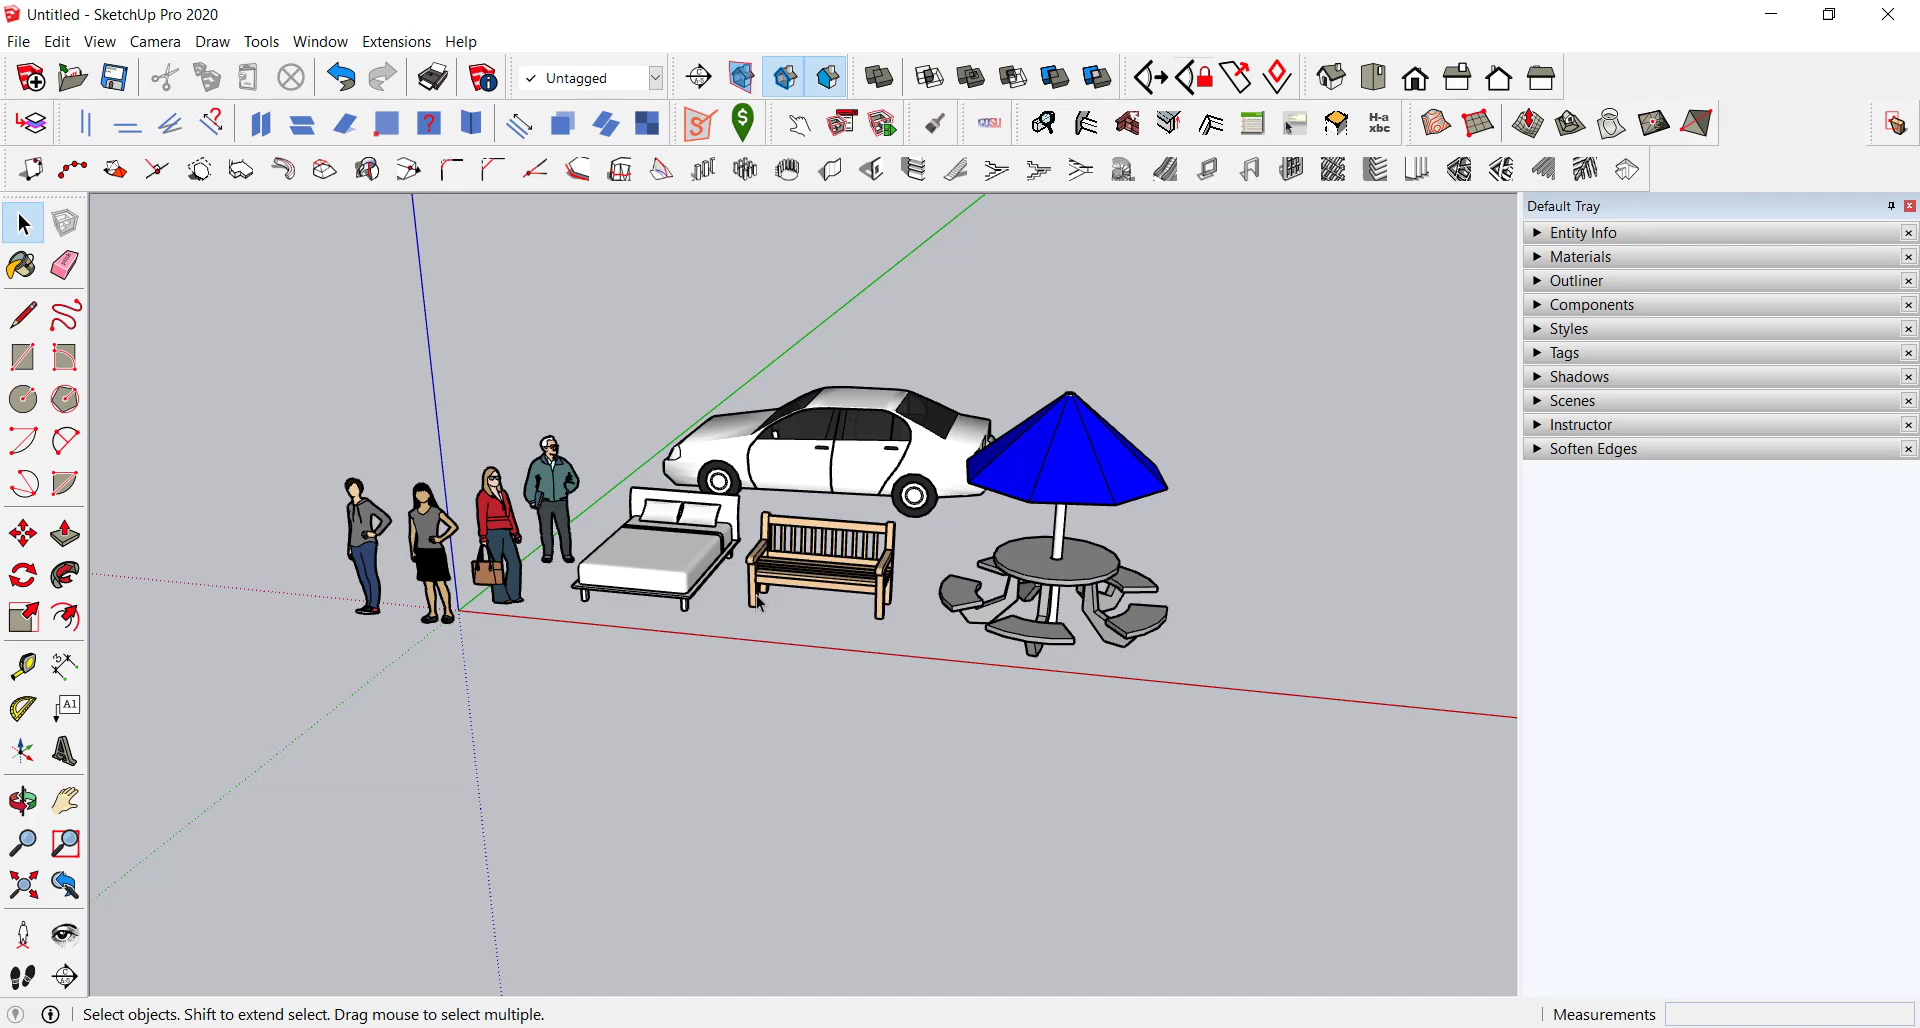 Untitled - SketchUp Pro 2020
File Edit View Camera Draw Tools Window Extensions Help
✓ Untagged
H-a
xbc
Default Tray
Entity Info
Materials
Outliner
Components
Styles
Tags
Shadows
Scenes
Instructor
Soften Edges
A1
Select objects. Shift to extend select. Drag mouse to select multiple.
Measurements